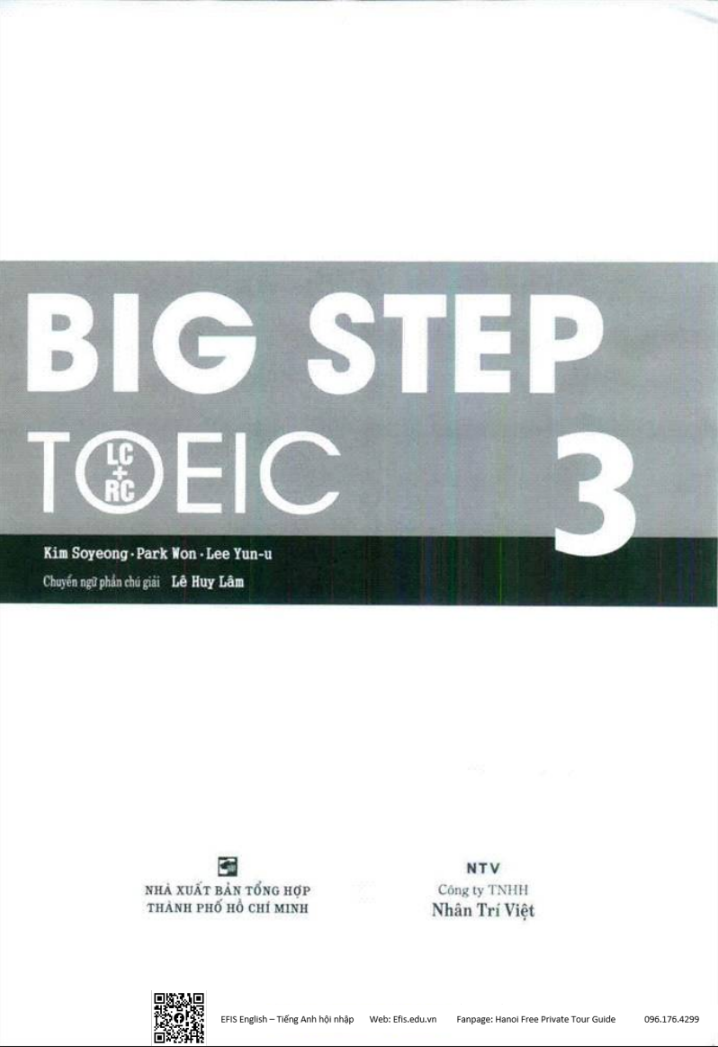 BIG STEP
TOEIC 3
LC
+
RC
Kim Soyeong · Park Won · Lee Yun-u
Chuyển ngữ phần chú giải Lê Huy Lâm
NHÀ XUẤT BẢN TỔNG HỢP
THÀNH PHỐ HỒ CHÍ MINH
NTV
Công ty TNHH
Nhân Trí Việt
EFIS English – Tiếng Anh hội nhập Web: Efis.edu.vn Fanpage: Hanoi Free Private Tour Guide 096.176.4299